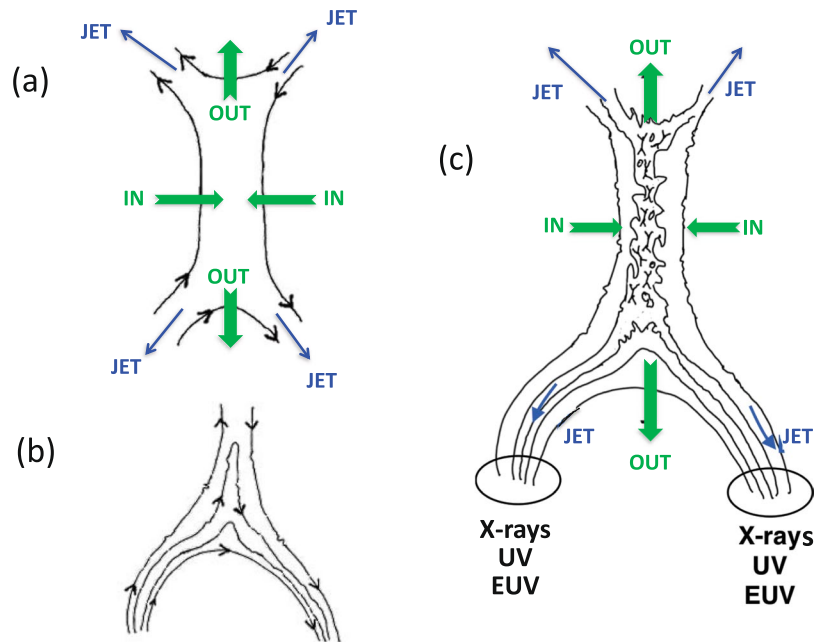 (a)
JET
JET
OUT
IN
IN
OUT
JET
JET
(b)
(c)
OUT
JET
JET
IN
IN
OUT
JET
JET
X-rays
UV
EUV
X-rays
UV
EUV